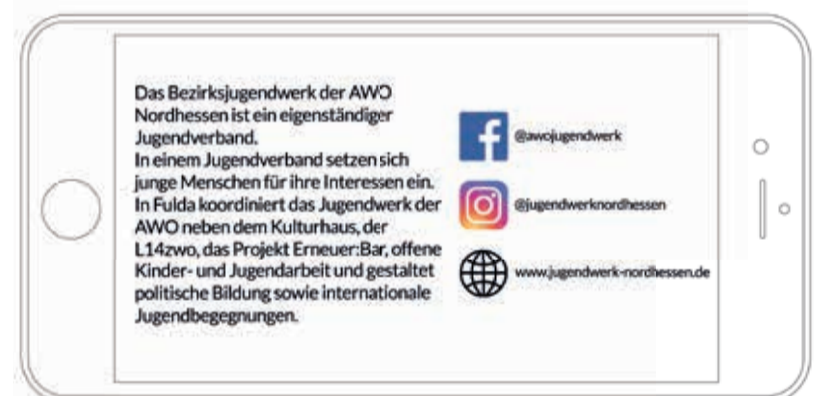 Das Bezirksjugendwerk der AWO
Nordhessen ist ein eigenständiger
Jugendverband.
In einem Jugendverband setzen sich
junge Menschen für ihre Interessen ein.
In Fulda koordiniert das Jugendwerk der
AWO neben dem Kulturhaus, der
L14zwo, das Projekt Erneuer:Bar, offene
Kinder- und Jugendarbeit und gestaltet
politische Bildung sowie internationale
Jugendbegegnungen.
@awojugendwerk
@jugendwerknordhessen
www.jugendwerk-nordhessen.de